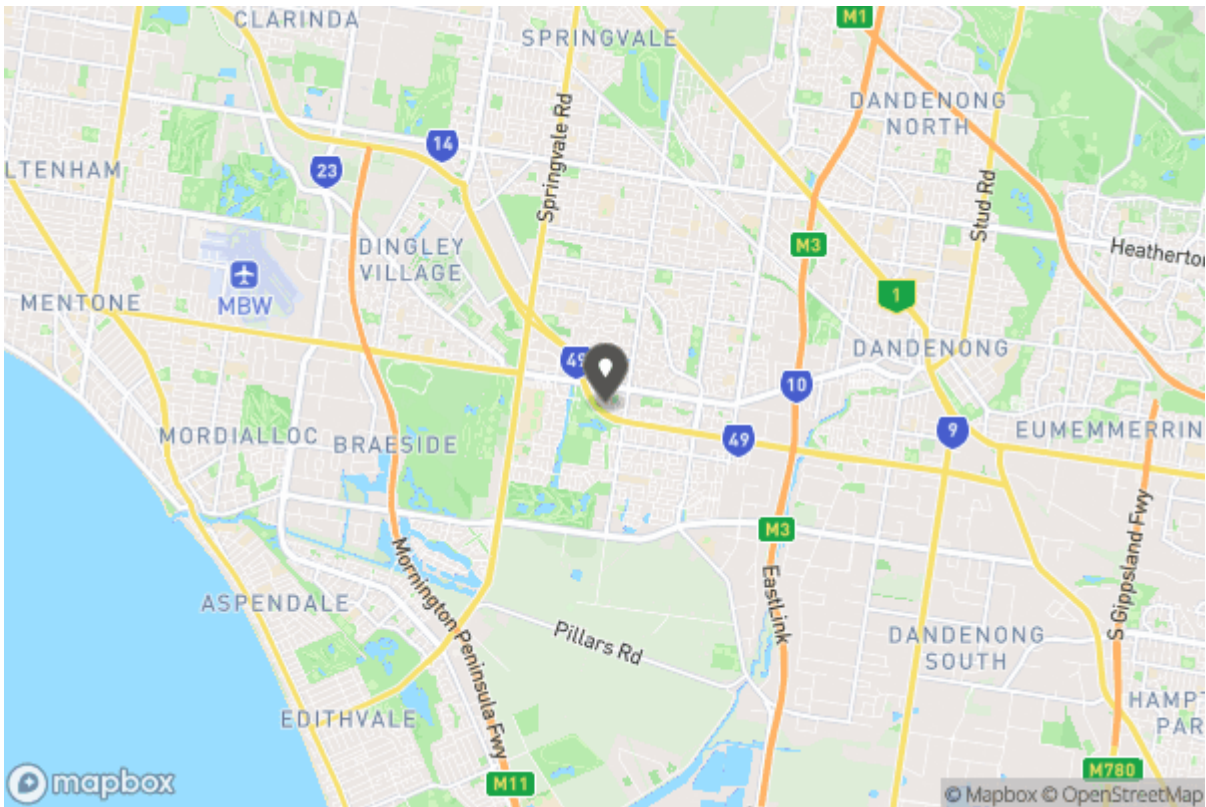 CLARINDA
M1
SPRINGVALE
DANDENONG
NORTH
14
23
LTENHAM
Springvale Rd
Stud Rd
M3
Heatherton
DINGLEY
VILLAGE
MBW
MENTONE
1
DANDENONG
49
10
MORDIALLOC
BRAESIDE
49
9
EUMEMMERRIN
M3
Mornington Peninsula Fwy
EastLink
S Gippsland Fwy
ASPENDALE
Pillars Rd
DANDENONG
SOUTH
EDITHVALE
HAMPT
PAR
M11
M780
mapbox
© Mapbox © OpenStreetMap